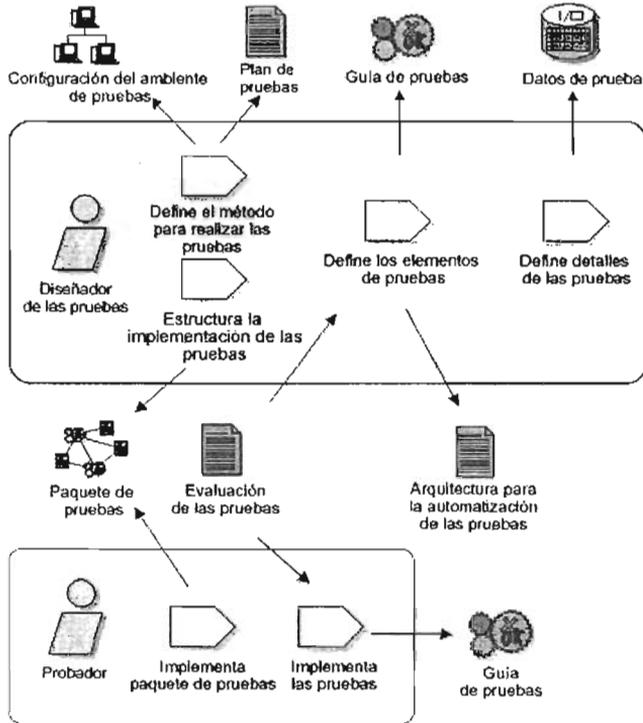 Configuración del ambiente
de pruebas
Plan de
pruebas
Guía de pruebas
I/O
Datos de prueba
Define el método
para realizar las
pruebas
Diseñador
de las pruebas
Estructura la
implementación de las
pruebas
Define los elementos
de pruebas
Define detalles
de las pruebas
Paquete de
pruebas
Evaluación
de las pruebas
Arquitectura para
la automatización
de las pruebas
Probador
Implementa
paquete de pruebas
Implementa
las pruebas
Guía
de pruebas